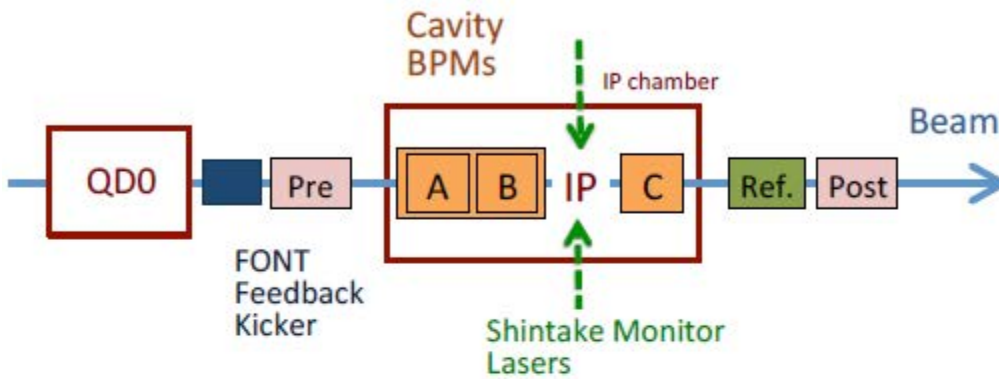 Cavity
BPMs
IP chamber
Beam
QD0
Pre
A
B
IP
C
Ref.
Post
FONT
Feedback
Kicker
Shintake Monitor
Lasers